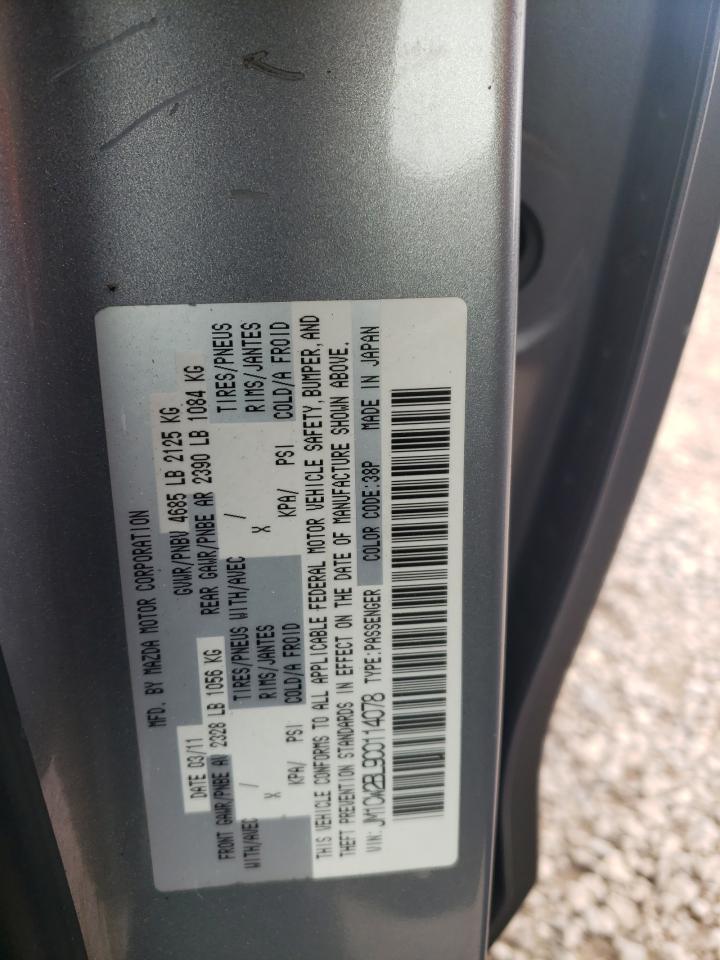 MFD. BY MAZDA MOTOR CORPORATION
DATE 03/11 GVWR/PNBV 4685 LB 2125 KG
FRONT GAWR/PNBE AV 2328 LB 1056 KG REAR GAWR/PNBE AR 2390 LB 1084 KG
WITH/AVEC / TIRES/PNEUS WITH/AVEC / TIRES/PNEUS
X RIMS/JANTES X RIMS/JANTES
KPA/ PSI COLD/A FROID KPA/ PSI COLD/A FROID
THIS VEHICLE CONFORMS TO ALL APPLICABLE FEDERAL MOTOR VEHICLE SAFETY, BUMPER, AND
THEFT PREVENTION STANDARDS IN EFFECT ON THE DATE OF MANUFACTURE SHOWN ABOVE.
VIN: JM1CW2BL9C0114078 TYPE:PASSENGER COLOR CODE:38P MADE IN JAPAN